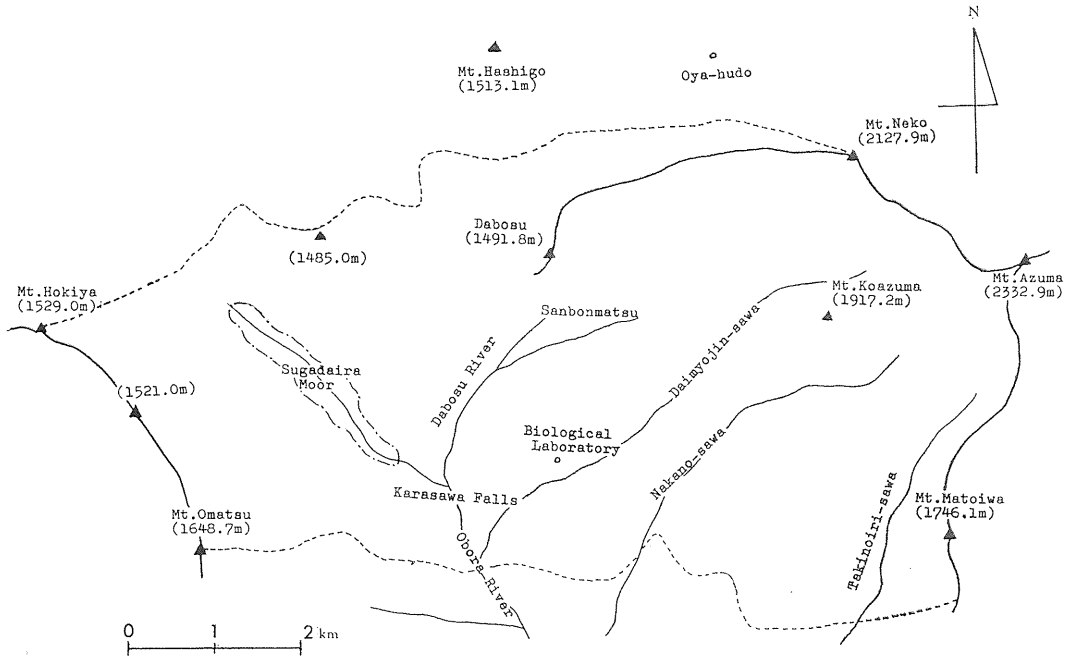 N
Mt.Hashigo
(1513.1m)
Oya-hudo
Mt.Neko
(2127.9m)
Dabosu
(1491.8m)
(1485.0m)
Mt.Azuma
(2332.9m)
Mt.Hokiya
(1529.0m)
Mt.Koazuma
(1917.2m)
Sanbonmatsu
Daimyojin-sawa
Dabosu River
Sugadaira
Moor
(1521.0m)
Biological
Laboratory
Nakano-sawa
Karasawa Falls
Mt.Omatsu
(1648.7m)
Mt.Matoiwa
(1746.1m)
Takinoiri-sawa
Obora River
0 1 2 km